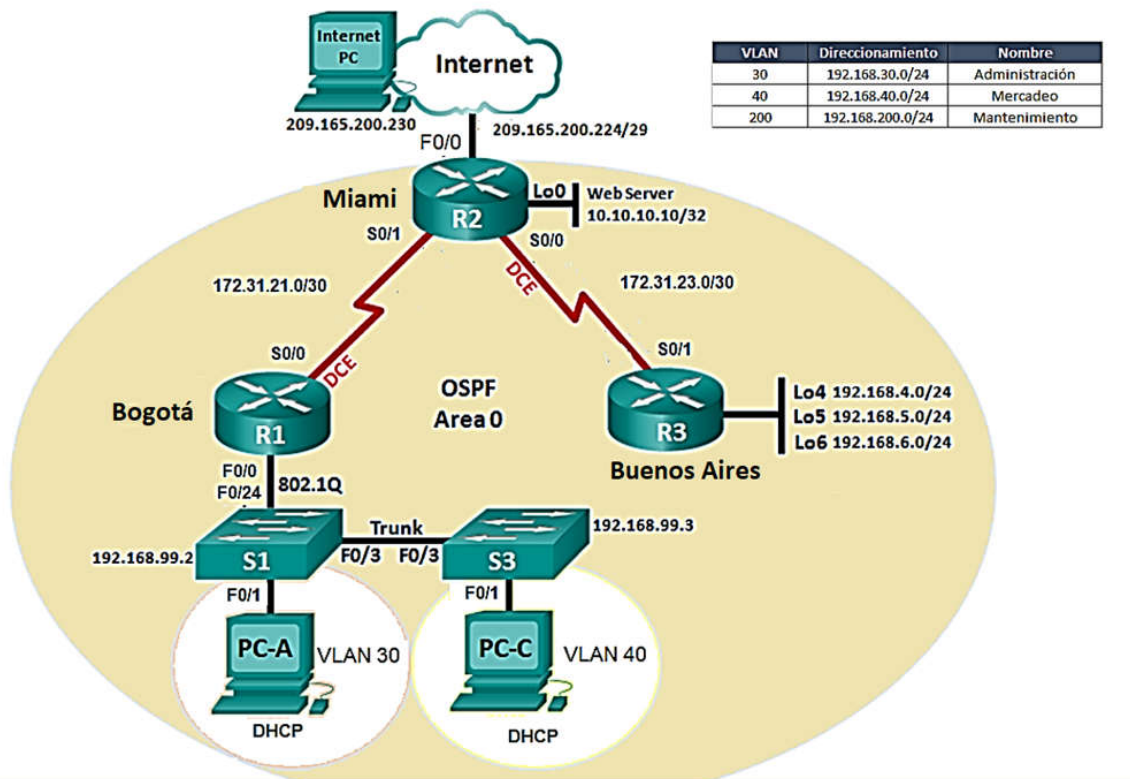 Internet
PC
Internet
209.165.200.230
F0/0
209.165.200.224/29
VLAN Direccionamiento Nombre
30 192.168.30.0/24 Administración
40 192.168.40.0/24 Mercadeo
200 192.168.200.0/24 Mantenimiento
Miami
R2
Lo0
Web Server
10.10.10.10/32
S0/1
S0/0
DCE
172.31.21.0/30
172.31.23.0/30
S0/0
DCE
S0/1
Bogotá
R1
OSPF
Area 0
R3
Buenos Aires
Lo4 192.168.4.0/24
Lo5 192.168.5.0/24
Lo6 192.168.6.0/24
F0/0
F0/24
802.1Q
192.168.99.2
S1
Trunk
F0/3 F0/3
S3
192.168.99.3
F0/1
F0/1
PC-A
VLAN 30
DHCP
PC-C
VLAN 40
DHCP